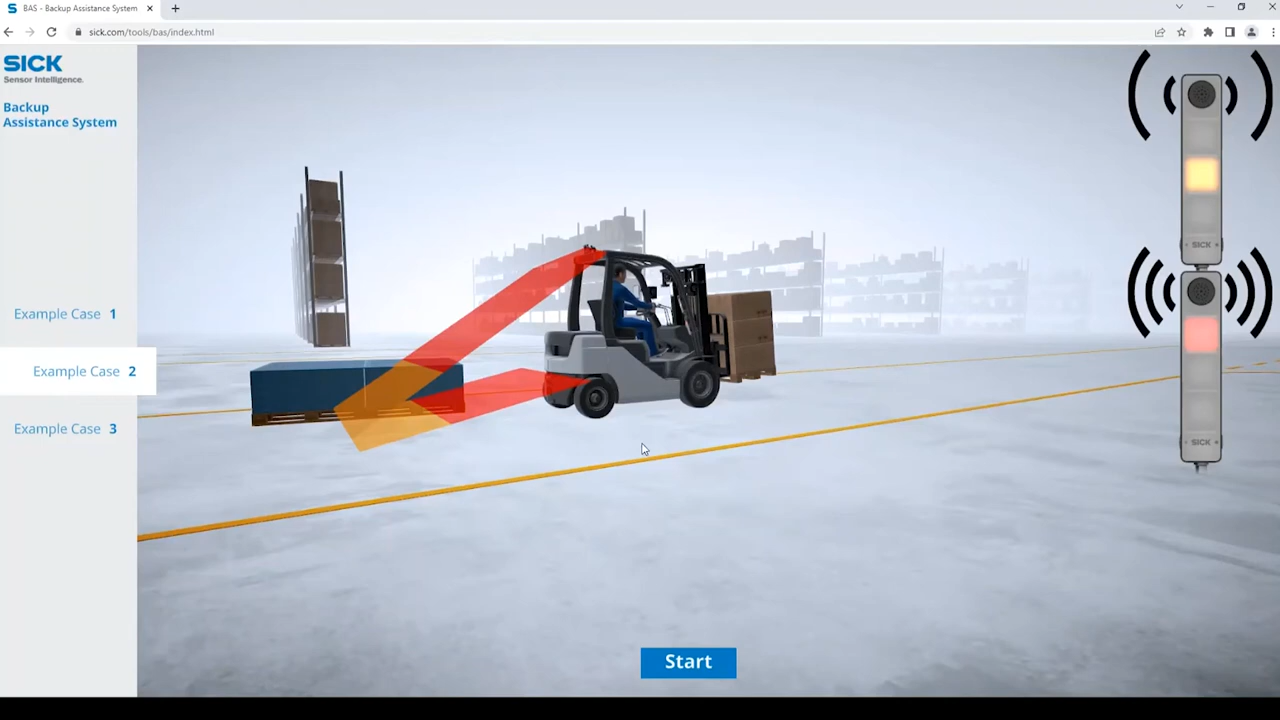 BAS - Backup Assistance System
sick.com/tools/bas/index.html
SICK
Sensor Intelligence.
Backup
Assistance System
Example Case 1
Example Case 2
Example Case 3
SICK
SICK
Start